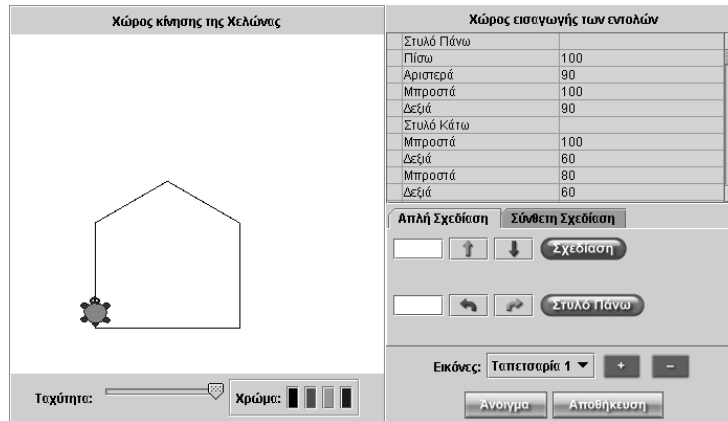 Χώρος κίνησης της Χελώνας
Χώρος εισαγωγής των εντολών
Στυλό Πάνω
Πίσω 100
Αριστερά 90
Μπροστά 100
Δεξιά 90
Στυλό Κάτω
Μπροστά 100
Δεξιά 60
Μπροστά 80
Δεξιά 60
Απλή Σχεδίαση Σύνθετη Σχεδίαση
Σχεδίαση
Στυλό Πάνω
Εικόνες: Ταπετσαρία 1 + -
Ταχύτητα: Χρώμα:
Άνοιγμα Αποθήκευση